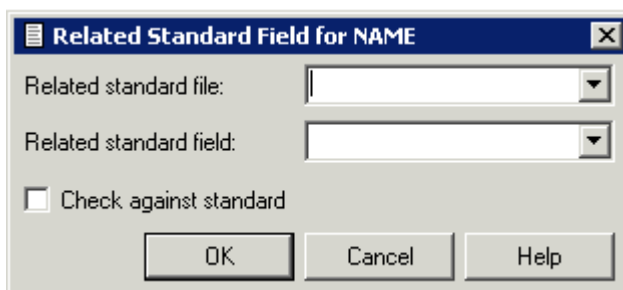 Related Standard Field for NAME
Related standard file:
Related standard field:
Check against standard
OK Cancel Help